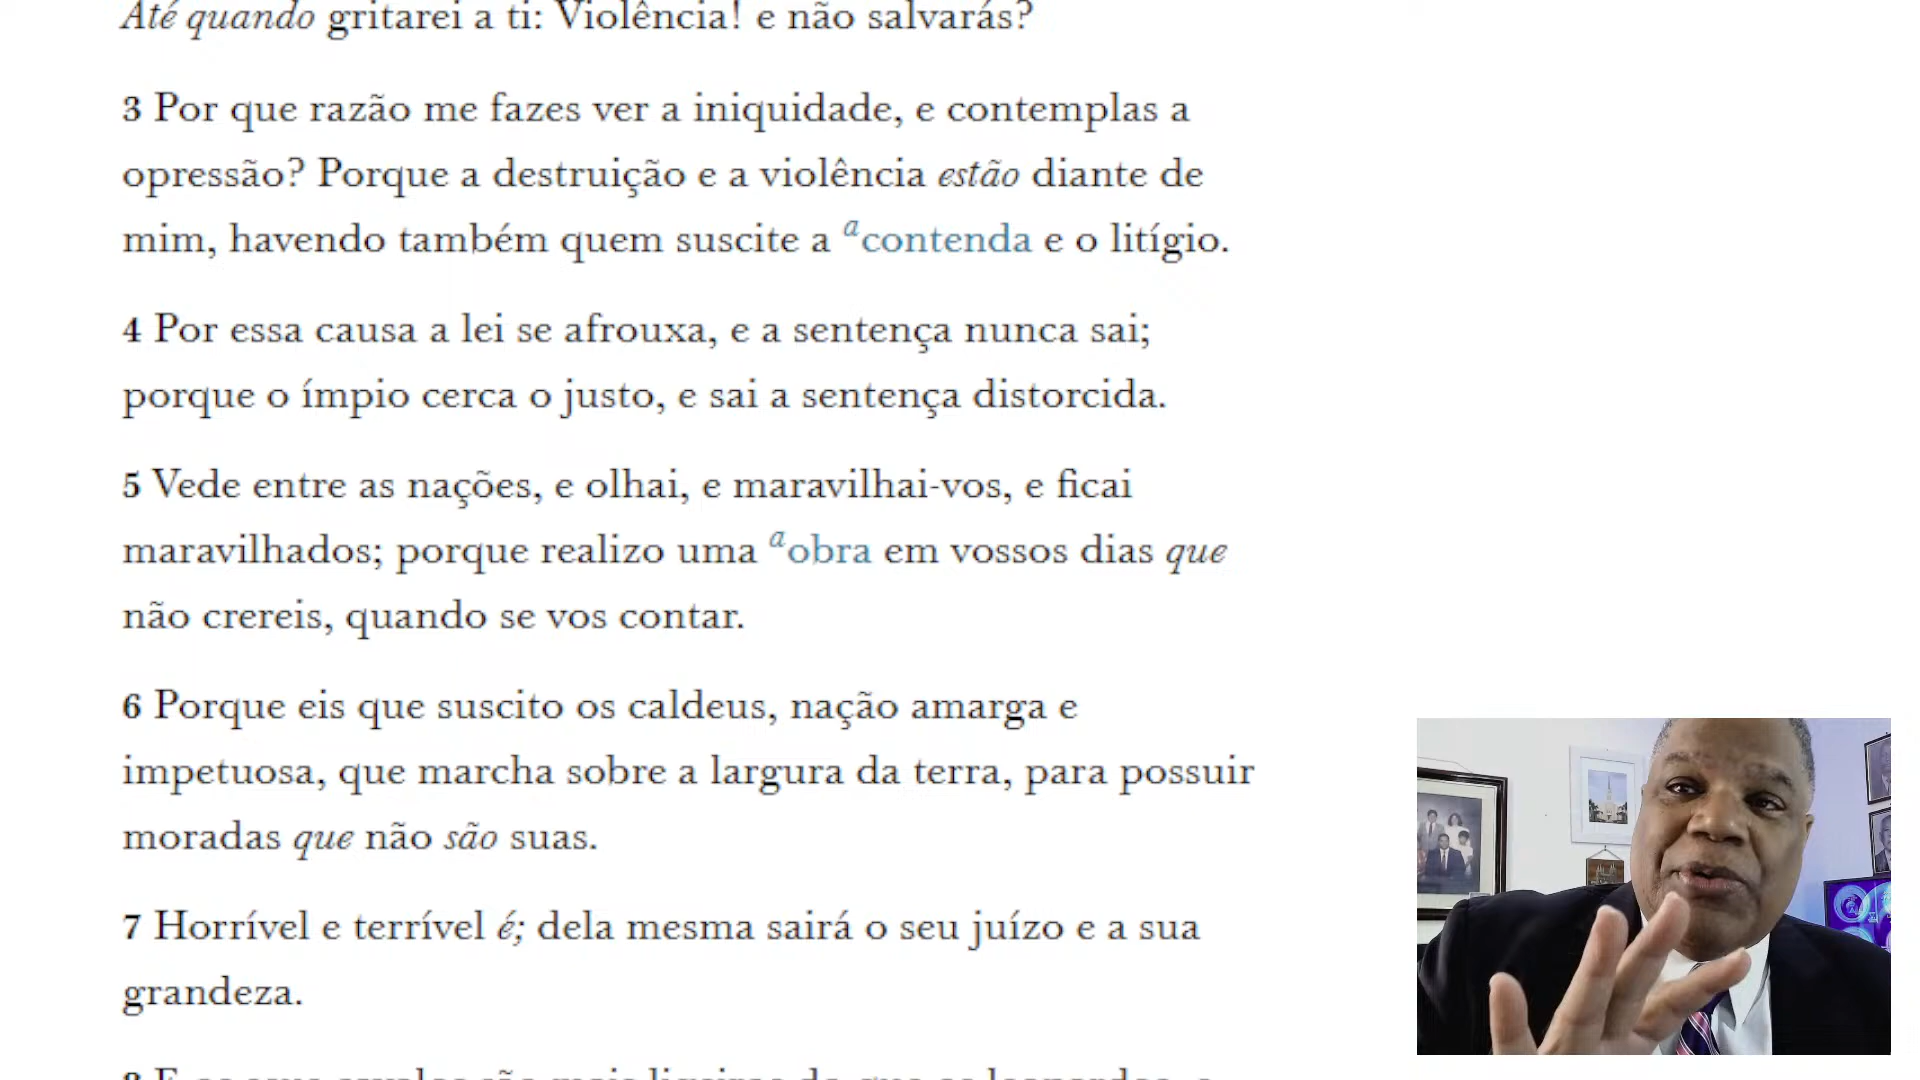 Até quando gritarei a ti: Violência! e não salvarás?
3 Por que razão me fazes ver a iniquidade, e contemplas a
opressão? Porque a destruição e a violência estão diante de
mim, havendo também quem suscite a ᵃcontenda e o litígio.
4 Por essa causa a lei se afrouxa, e a sentença nunca sai;
porque o ímpio cerca o justo, e sai a sentença distorcida.
5 Vede entre as nações, e olhai, e maravilhai-vos, e ficai
maravilhados; porque realizo uma ᵃobra em vossos dias que
não crereis, quando se vos contar.
6 Porque eis que suscito os caldeus, nação amarga e
impetuosa, que marcha sobre a largura da terra, para possuir
moradas que não são suas.
7 Horrível e terrível é; dela mesma sairá o seu juízo e a sua
grandeza.